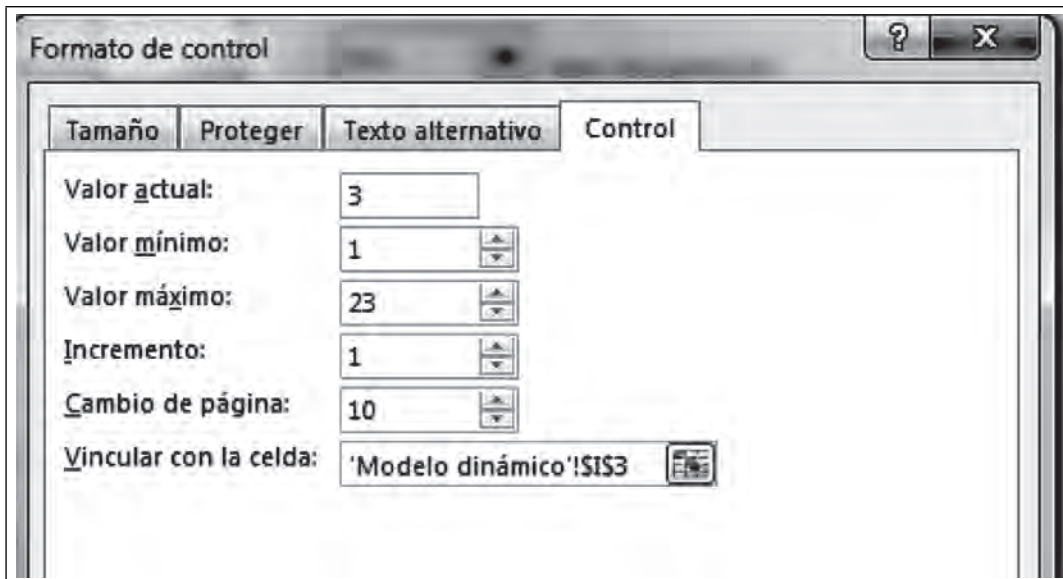 Formato de control
Tamaño Proteger Texto alternativo Control
Valor actual: 3
Valor mínimo: 1
Valor máximo: 23
Incremento: 1
Cambio de página: 10
Vincular con la celda: 'Modelo dinámico'!$I$3